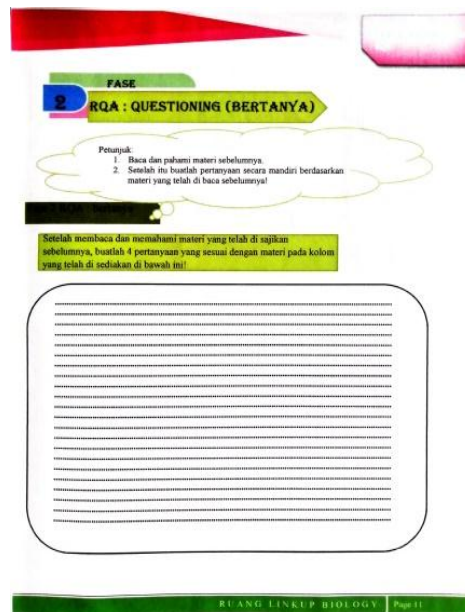 FASE
2
RQA : QUESTIONING (BERTANYA)
Petunjuk:
1. Baca dan pahami materi sebelumnya.
2. Setelah itu buatlah pertanyaan secara mandiri berdasarkan
materi yang telah di baca sebelumnya!
Setelah membaca dan memahami materi yang telah di sajikan
sebelumnya, buatlah 4 pertanyaan yang sesuai dengan materi pada kolom
yang telah di sediakan di bawah ini!
RUANG LINKUP BIOLOGY Page 11